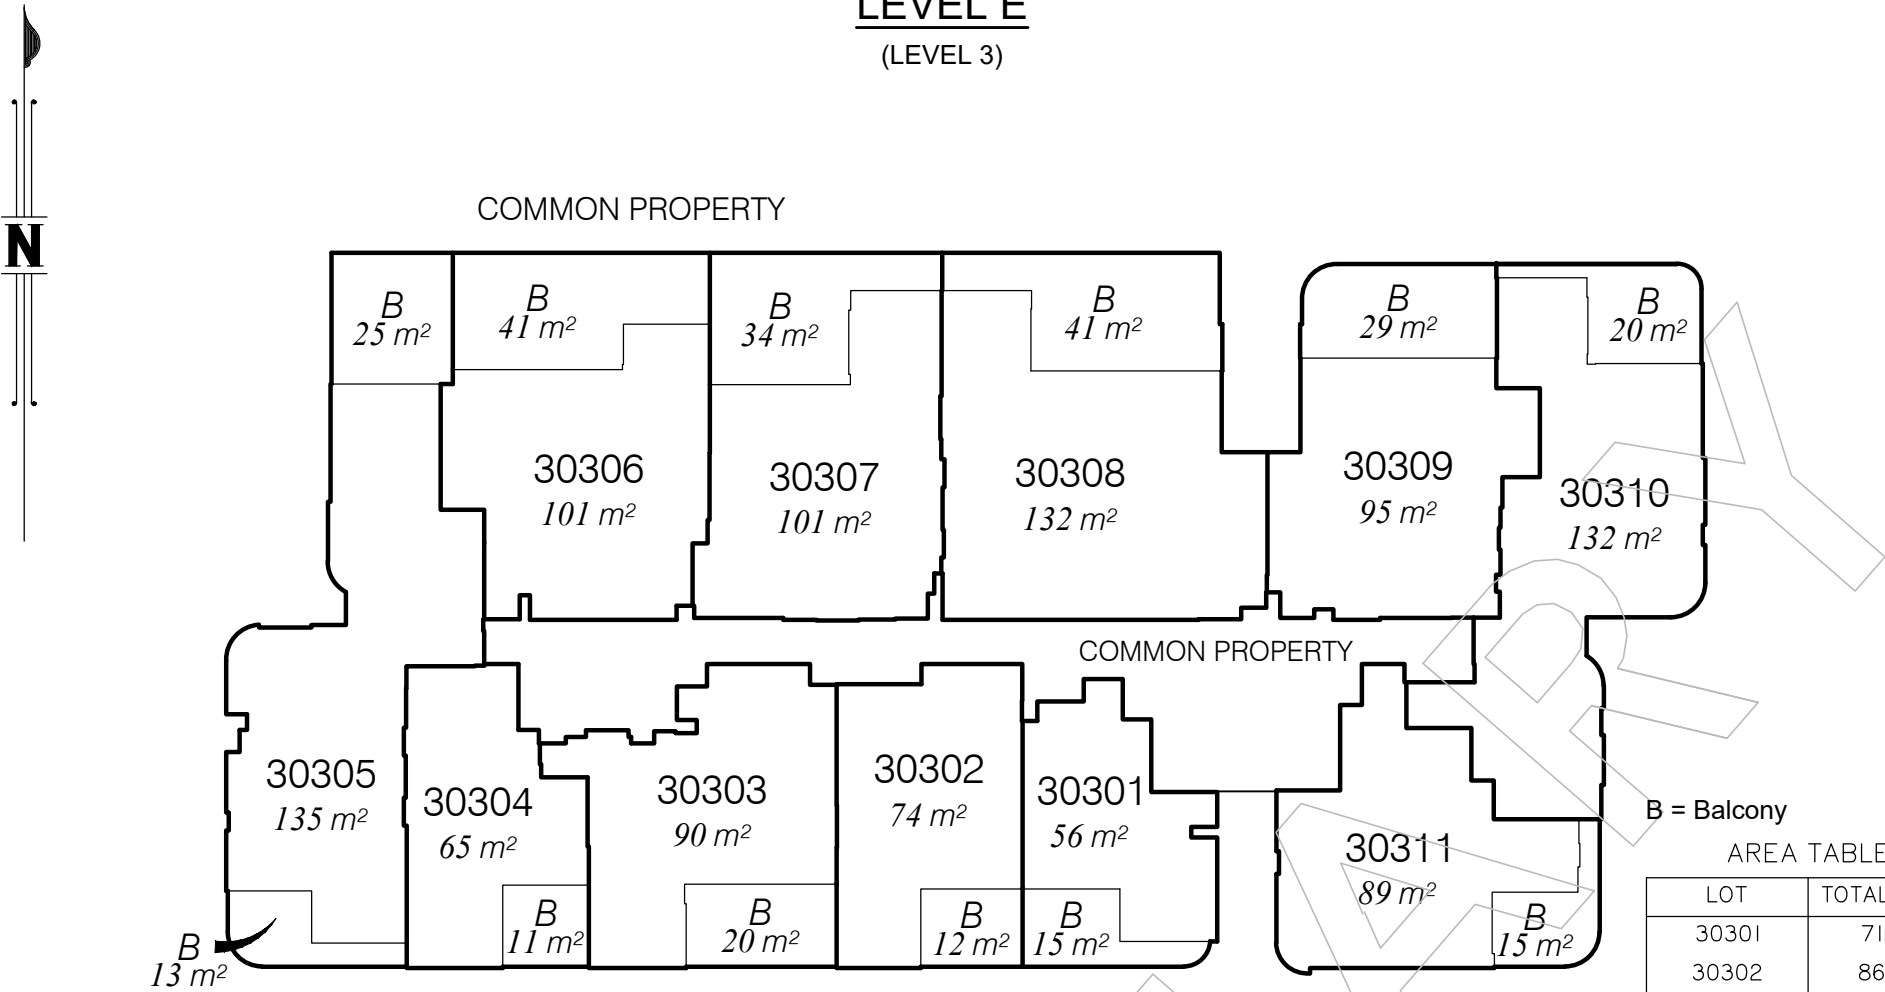 LEVEL E
(LEVEL 3)
N
COMMON PROPERTY
B
25 m²
B
41 m²
B
34 m²
B
41 m²
B
29 m²
B
20 m²
30306
101 m²
30307
101 m²
30308
132 m²
30309
95 m²
30310
132 m²
COMMON PROPERTY
30305
135 m²
30304
65 m²
30303
90 m²
30302
74 m²
30301
56 m²
30311
89 m²
B
13 m²
B
11 m²
B
20 m²
B
12 m²
B
15 m²
B
15 m²
B = Balcony
AREA TABLE
LOT TOTAL
30301 71
30302 86